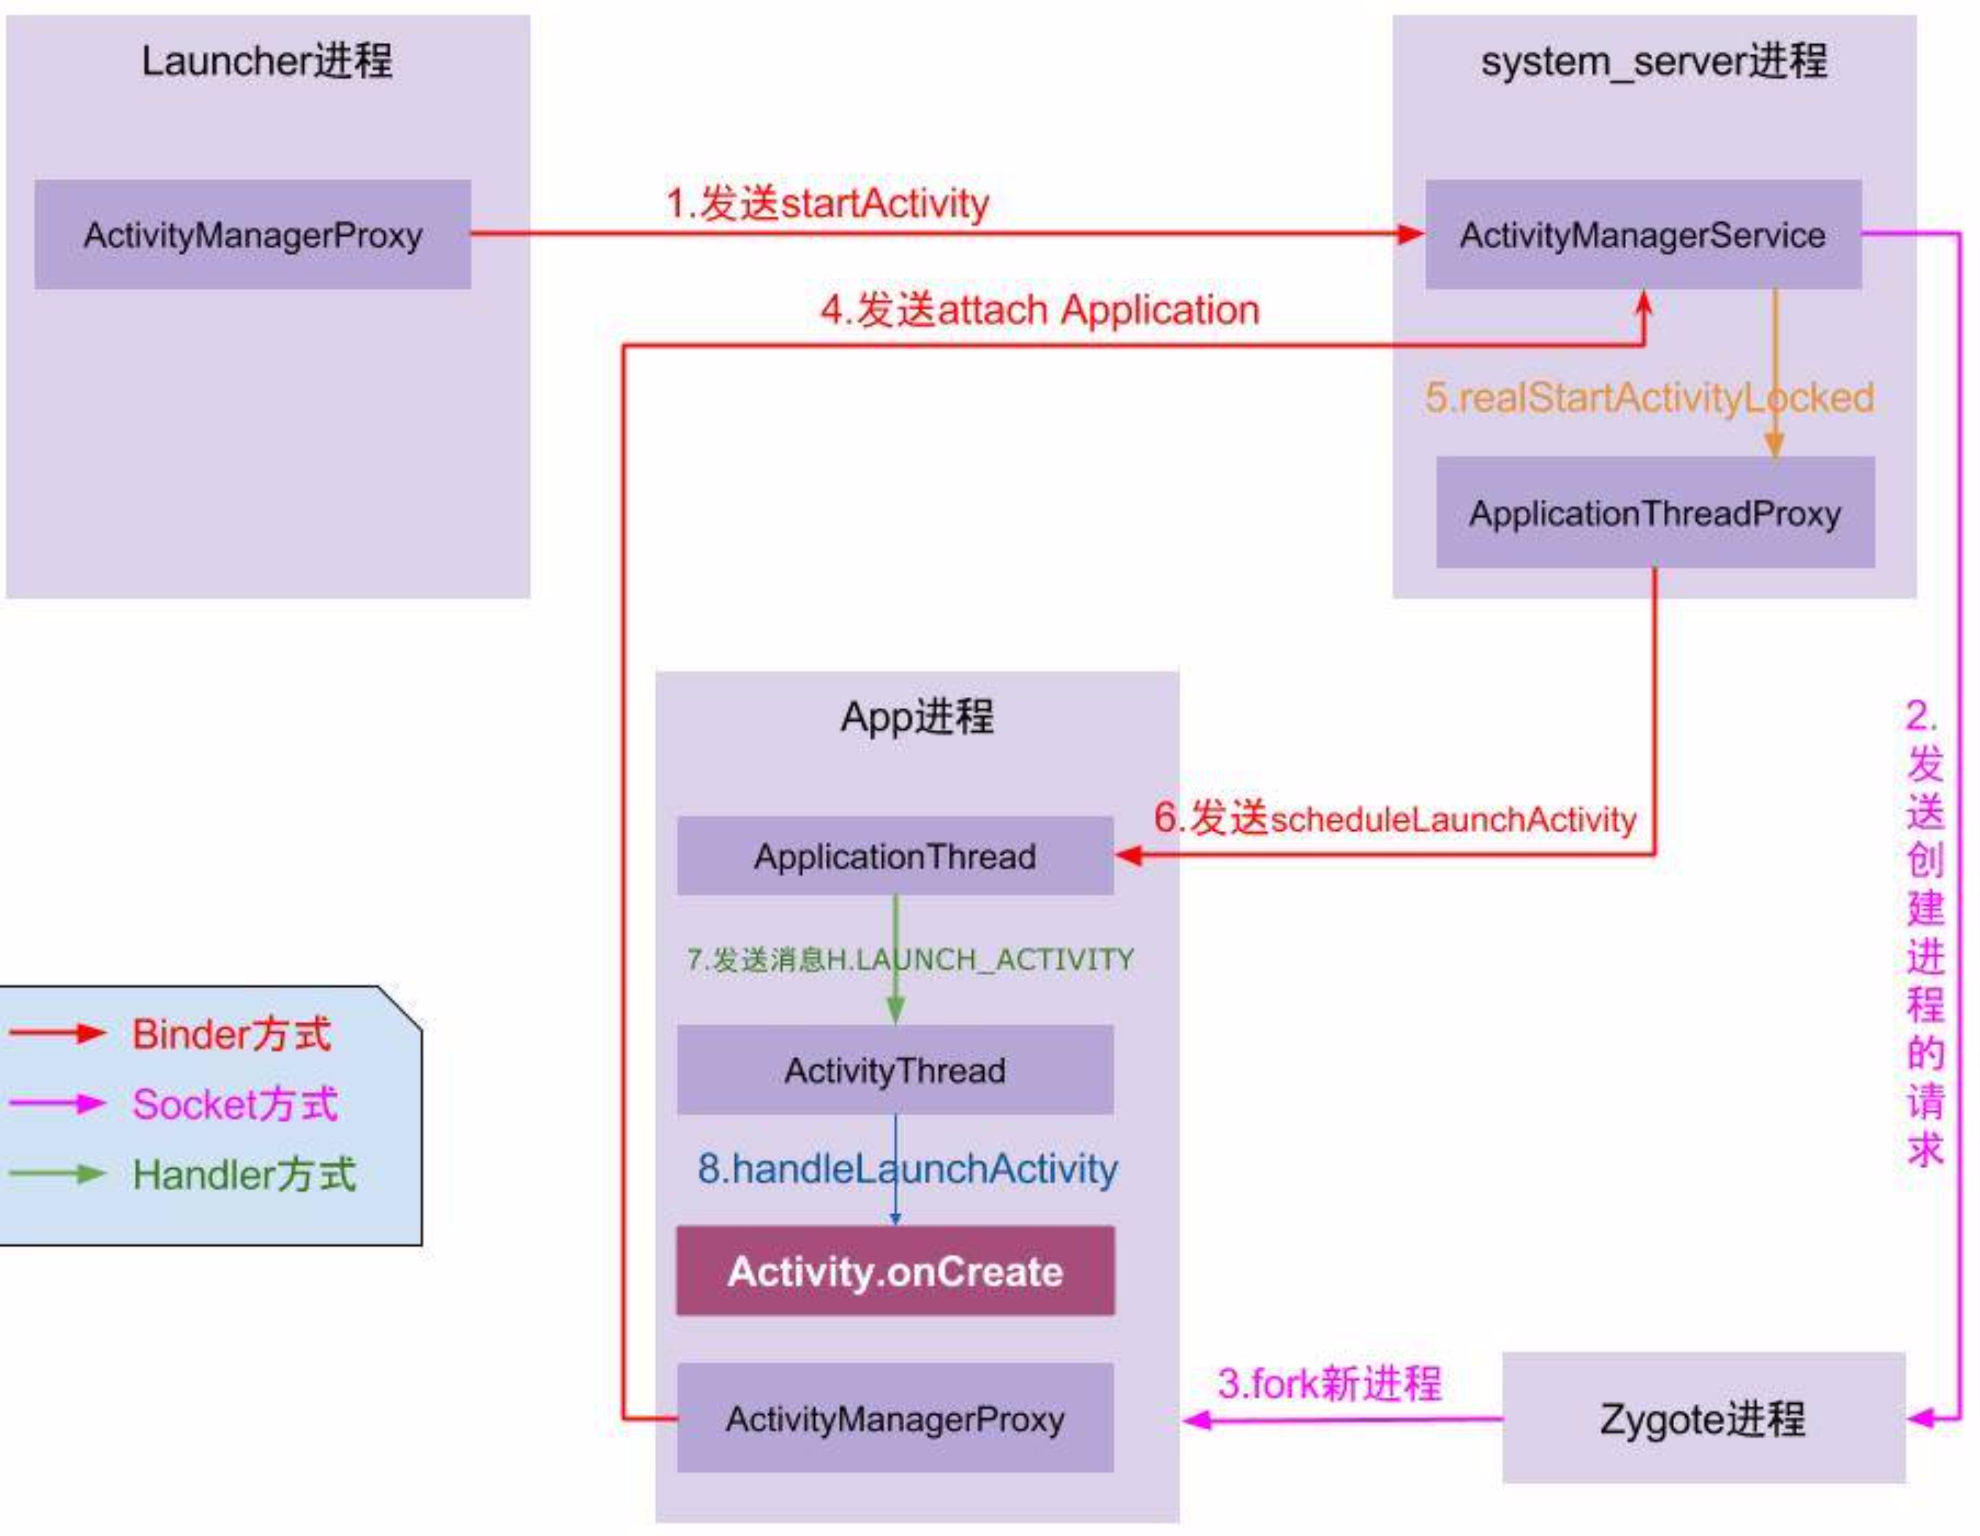 Launcher进程
system_server进程
ActivityManagerProxy
1.发送startActivity
ActivityManagerService
4.发送attach Application
5.realStartActivityLocked
ApplicationThreadProxy
App进程
2.
发
送
创
建
进
程
的
请
求
6.发送scheduleLaunchActivity
ApplicationThread
7.发送消息H.LAUNCH_ACTIVITY
ActivityThread
8.handleLaunchActivity
Activity.onCreate
ActivityManagerProxy
3.fork新进程
Zygote进程
Binder方式
Socket方式
Handler方式